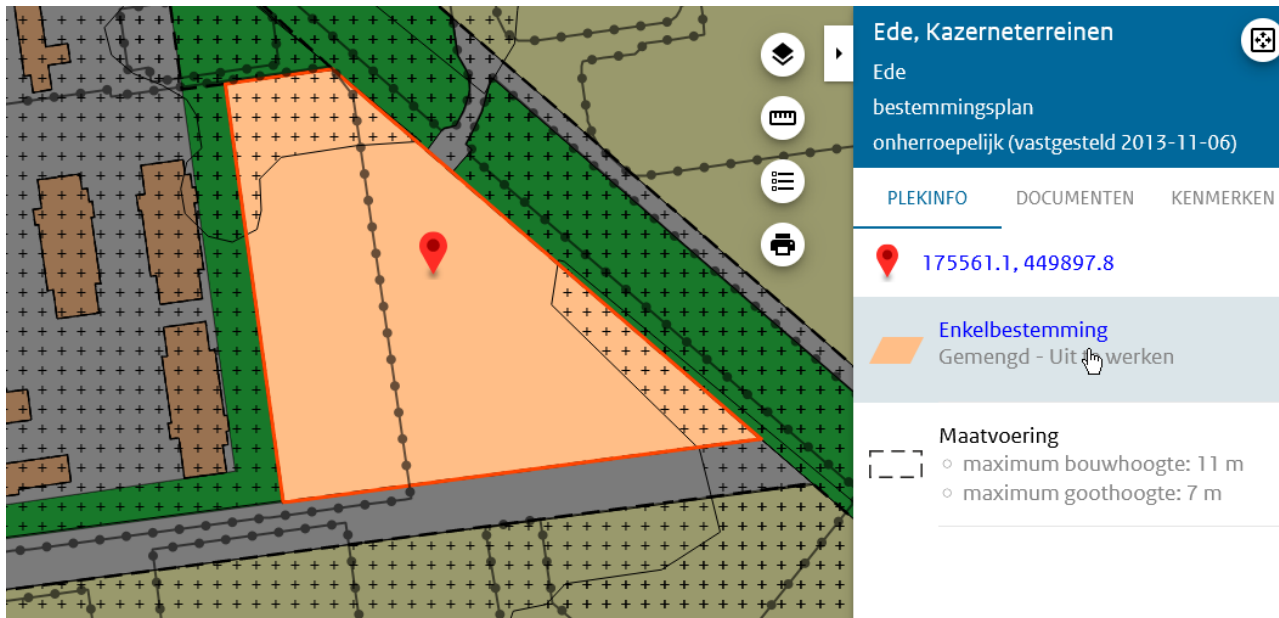 Ede, Kazerneterreinen
Ede
bestemmingsplan
onherroepelijk (vastgesteld 2013-11-06)
PLEKINFO DOCUMENTEN KENMERKEN
175561.1, 449897.8
Enkelbestemming
Gemengd - Uit te werken
Maatvoering
maximum bouwhoogte: 11 m
maximum goothoogte: 7 m